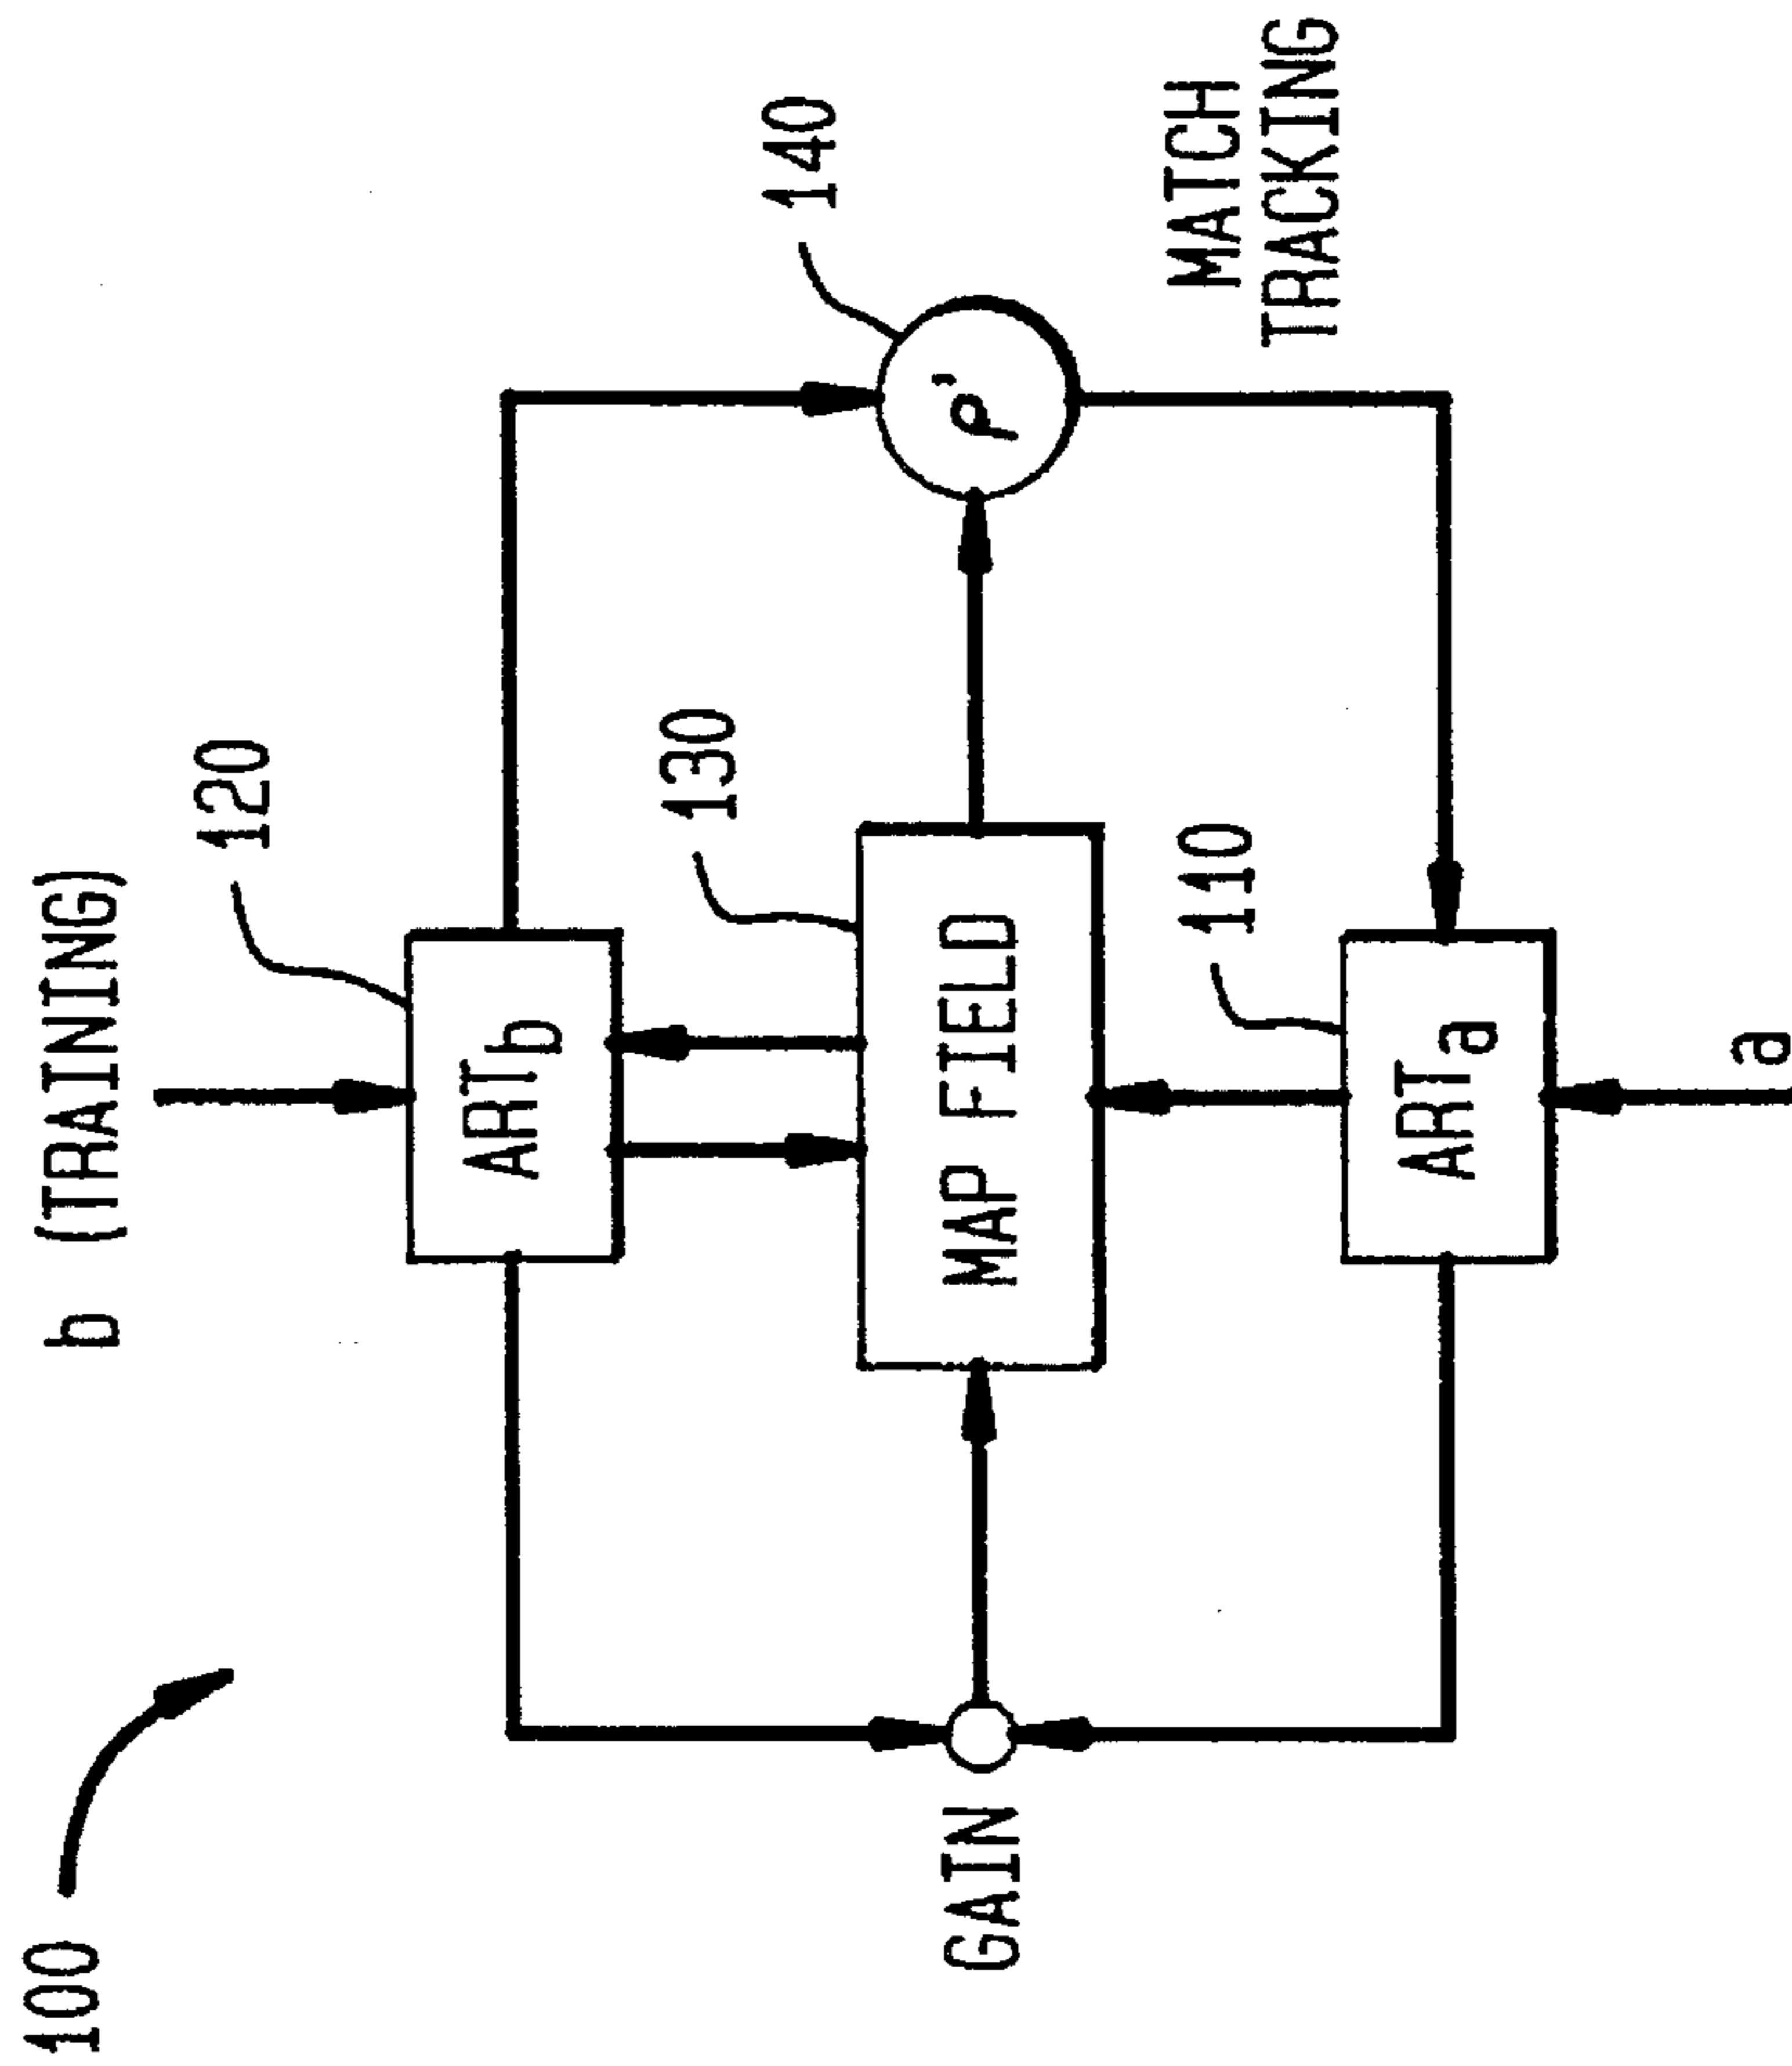 100
b (TRAINING)
120
ARTb
130
MAP FIELD
140
ρ'
GAIN
110
ARTa
MATCH
TRACKING
a